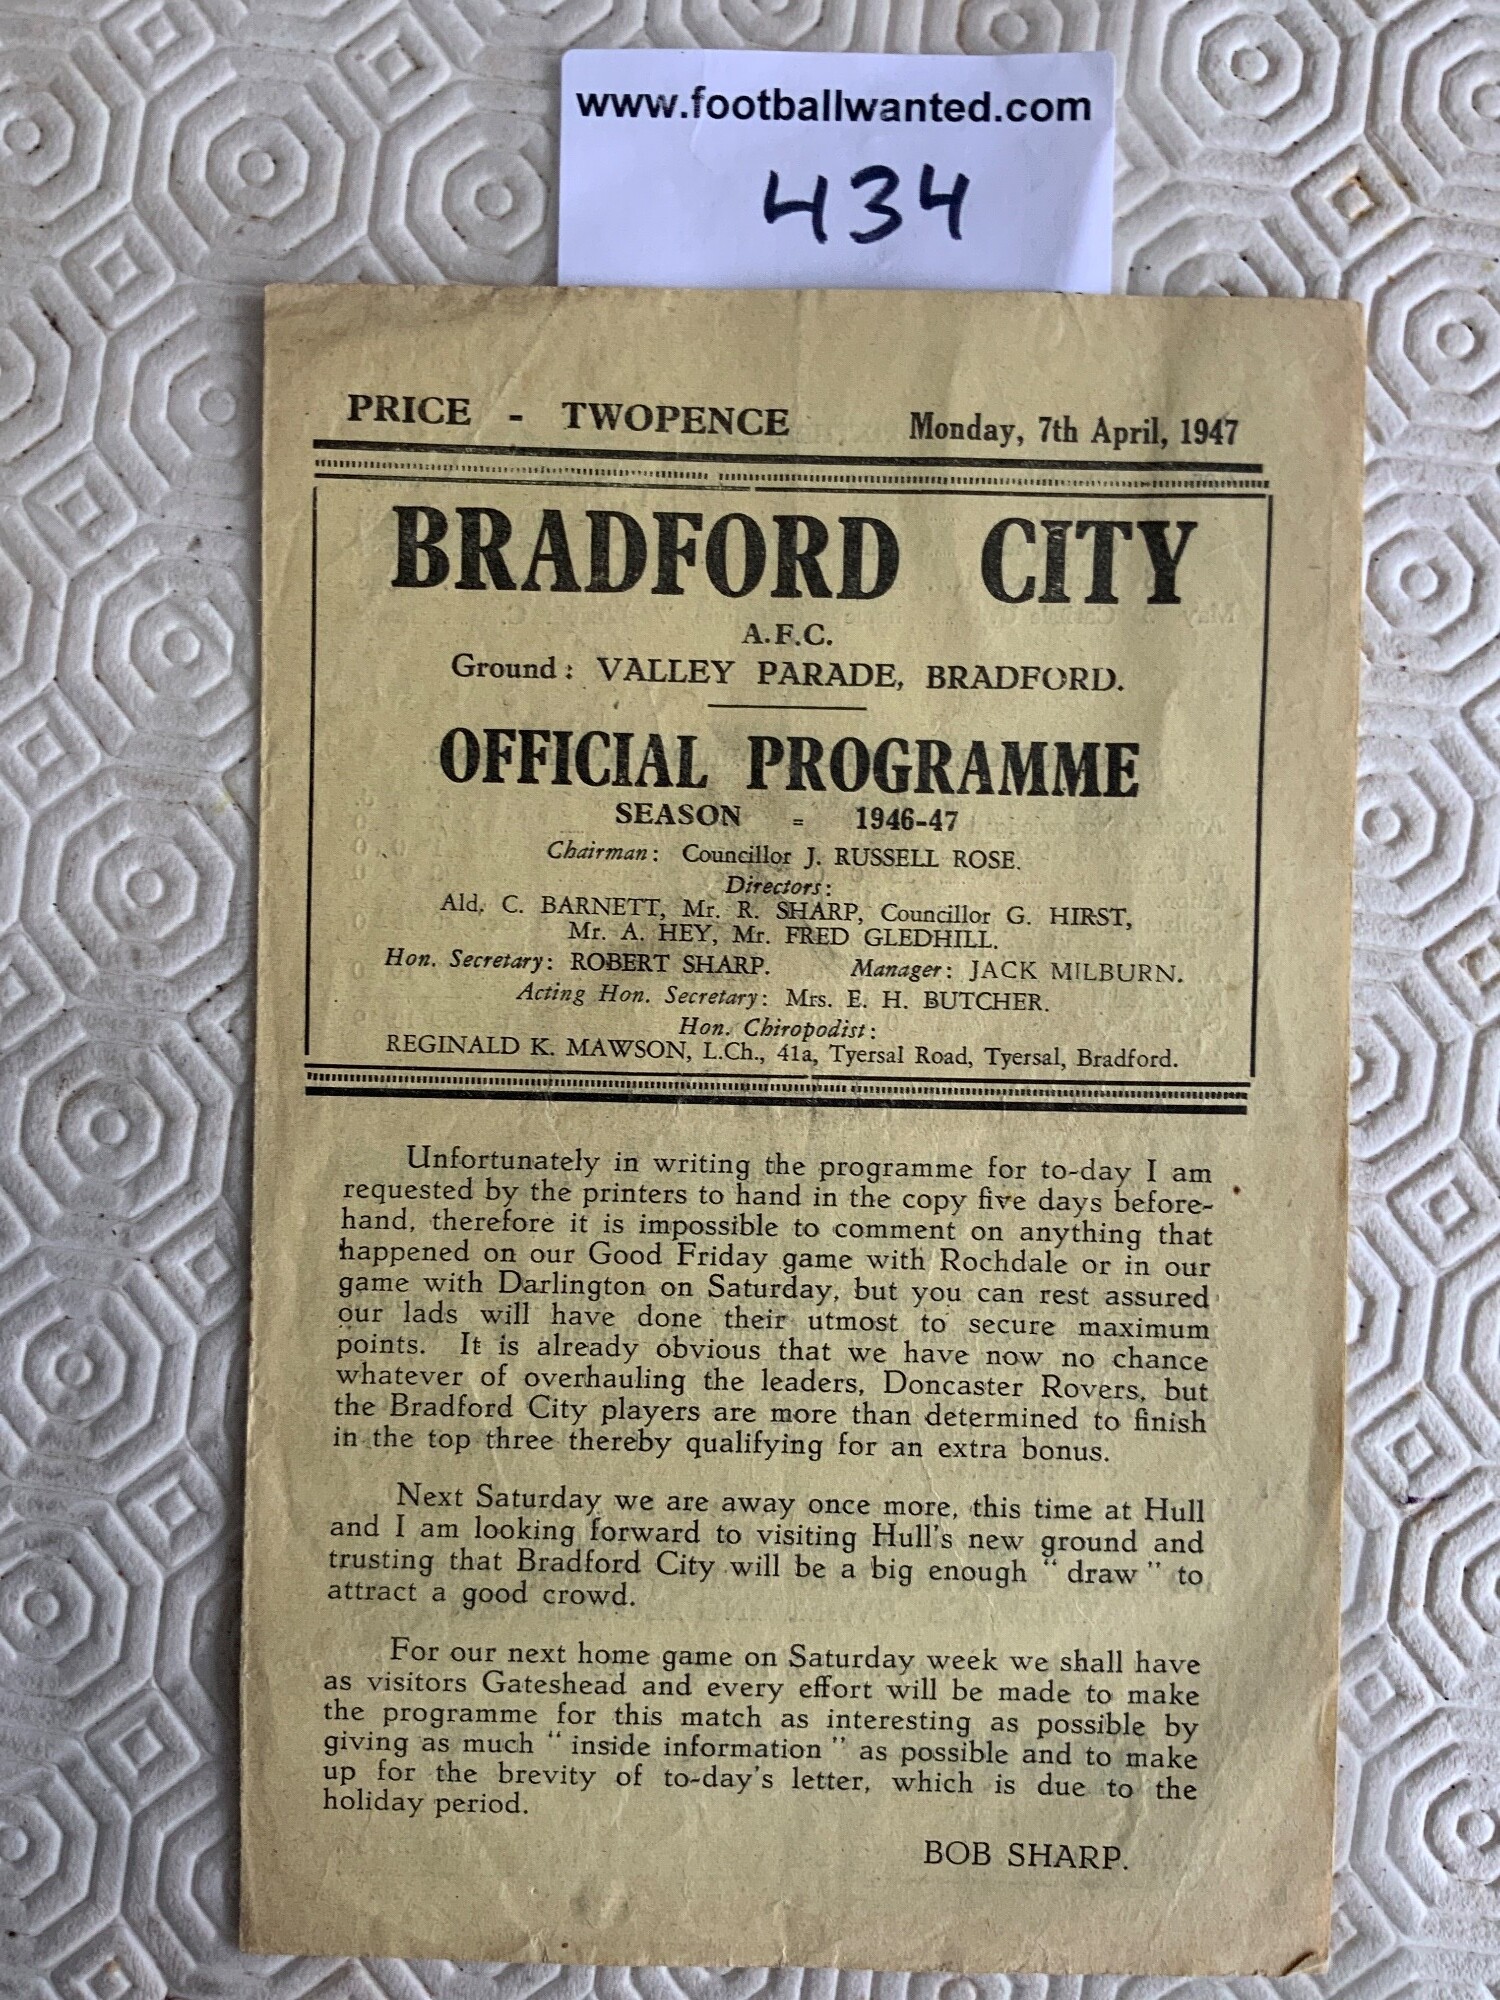 www.footballwanted.com
434
PRICE - TWOPENCE Monday, 7th April, 1947
BRADFORD CITY
A.F.C.
Ground: VALLEY PARADE, BRADFORD.
OFFICIAL PROGRAMME
SEASON = 1946-47
Chairman: Councillor J. RUSSELL ROSE.
Directors:
Ald. C. BARNETT, Mr. R. SHARP, Councillor G. HIRST,
Mr. A. HEY, Mr. FRED GLEDHILL.
Hon. Secretary: ROBERT SHARP. Manager: JACK MILBURN.
Acting Hon. Secretary: Mrs. E. H. BUTCHER.
Hon. Chiropodist:
REGINALD K. MAWSON, L.Ch., 41a, Tyersal Road, Tyersal, Bradford.
Unfortunately in writing the programme for to-day I am
requested by the printers to hand in the copy five days before-
hand, therefore it is impossible to comment on anything that
happened on our Good Friday game with Rochdale or in our
game with Darlington on Saturday, but you can rest assured
our lads will have done their utmost to secure maximum
points. It is already obvious that we have now no chance
whatever of overhauling the leaders, Doncaster Rovers, but
the Bradford City players are more than determined to finish
in the top three thereby qualifying for an extra bonus.
Next Saturday we are away once more, this time at Hull
and I am looking forward to visiting Hull's new ground and
trusting that Bradford City will be a big enough "draw" to
attract a good crowd.
For our next home game on Saturday week we shall have
as visitors Gateshead and every effort will be made to make
the programme for this match as interesting as possible by
giving as much "inside information" as possible and to make
up for the brevity of to-day's letter, which is due to the
holiday period.
BOB SHARP.